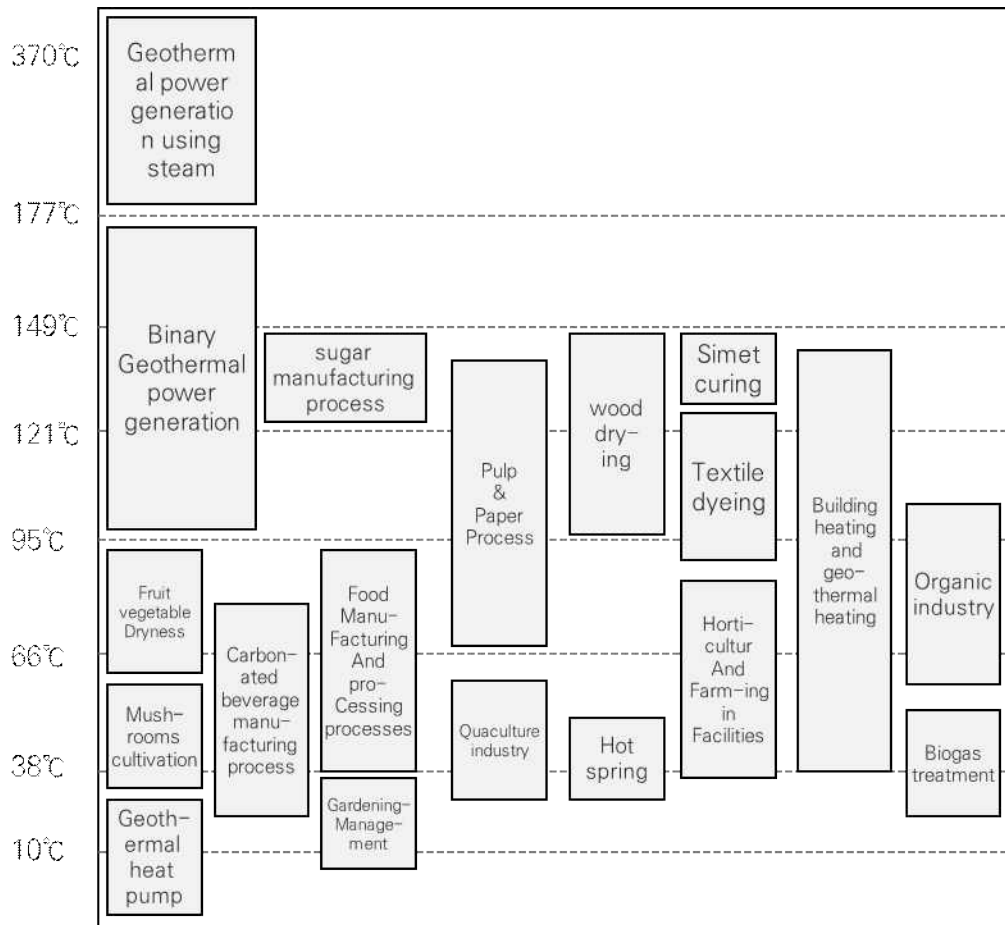 370℃
Geotherm
al power
generatio
n using
steam
177℃
149℃
Binary
Geothermal
power
generation
sugar
manufacturing
process
Simet
curing
wood
dry-
ing
121℃
Pulp
&
Paper
Process
Textile
dyeing
Building
heating
and
geo-
thermal
heating
95℃
Fruit
vegetable
Dryness
Food
Manu-
Facturing
And
pro-
Cessing
processes
Organic
industry
66℃
Carbon-
ated
beverage
manu-
facturing
process
Horti-
cultur
And
Farm-ing
in
Facilities
Mush-
rooms
cultivation
Quaculture
industry
Hot
spring
Biogas
treatment
38℃
Geoth-
ermal
heat
pump
Gardening-
Manage-
ment
10℃